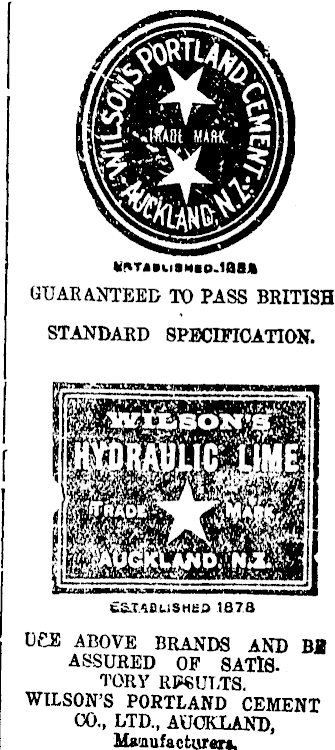 WILSON'S PORTLAND CEMENT
TRADE MARK
AUCKLAND, N.Z.
GUARANTEED TO PASS BRITISH
STANDARD SPECIFICATION.
WILSON'S
HYDRAULIC LIME
TRADE MARK
AUCKLAND, N.Z.
ESTABLISHED 1878
USE ABOVE BRANDS AND BE
ASSURED OF SATIS-
TORY RESULTS.
WILSON'S PORTLAND CEMENT
CO., LTD., AUCKLAND,
Manufacturers.